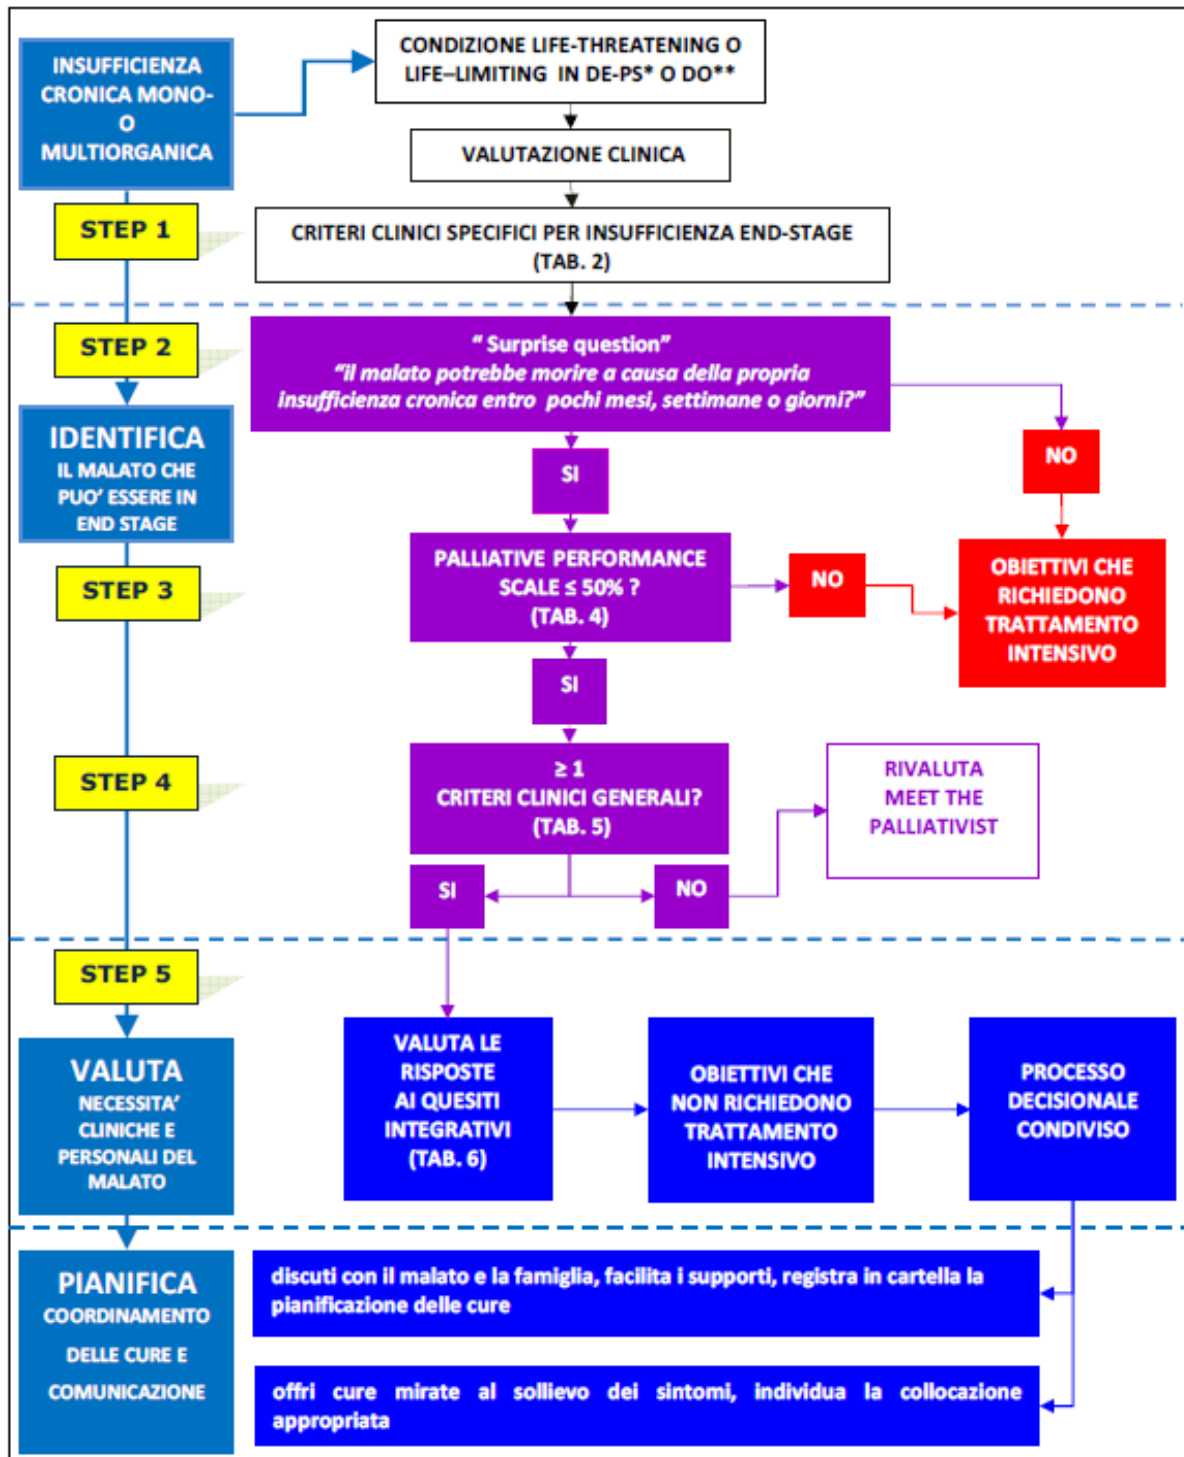 INSUFFICIENZA
CRONICA MONO-
O
MULTIORGANICA
CONDIZIONE LIFE-THREATENING O
LIFE–LIMITING IN DE-PS* O DO**
VALUTAZIONE CLINICA
STEP 1
CRITERI CLINICI SPECIFICI PER INSUFFICIENZA END-STAGE
(TAB. 2)
STEP 2
“ Surprise question”
“il malato potrebbe morire a causa della propria
insufficienza cronica entro pochi mesi, settimane o giorni?”
IDENTIFICA
IL MALATO CHE
PUO’ ESSERE IN
END STAGE
SI
NO
STEP 3
PALLIATIVE PERFORMANCE
SCALE ≤ 50% ?
(TAB. 4)
NO
OBIETTIVI CHE
RICHIEDONO
TRATTAMENTO
INTENSIVO
SI
STEP 4
≥ 1
CRITERI CLINICI GENERALI?
(TAB. 5)
RIVALUTA
MEET THE
PALLIATIVIST
SI
NO
STEP 5
VALUTA
NECESSITA’
CLINICHE E
PERSONALI DEL
MALATO
VALUTA LE
RISPOSTE
AI QUESITI
INTEGRATIVI
(TAB. 6)
OBIETTIVI CHE
NON RICHIEDONO
TRATTAMENTO
INTENSIVO
PROCESSO
DECISIONALE
CONDIVISO
PIANIFICA
COORDINAMENTO
DELLE CURE E
COMUNICAZIONE
discuti con il malato e la famiglia, facilita i supporti, registra in cartella la
pianificazione delle cure
offri cure mirate al sollievo dei sintomi, individua la collocazione
appropriata